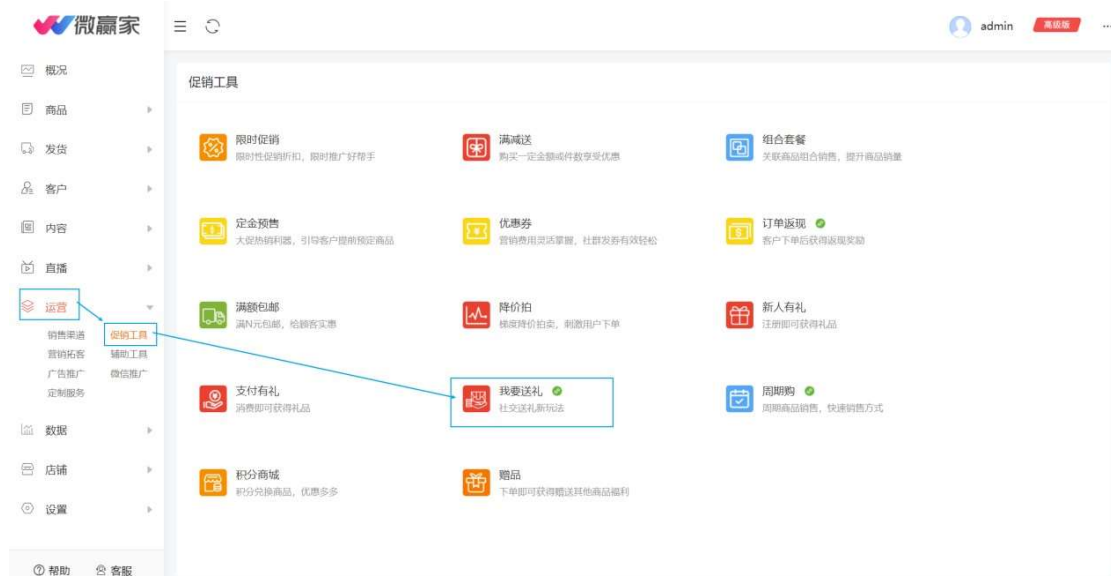 微赢家
admin
高级版
概况
商品
发货
客户
内容
直播
运营
销售渠道
促销工具
营销拓客
辅助工具
广告推广
微信推广
定制服务
数据
店铺
设置
帮助
客服
促销工具
限时促销
限时性促销折扣，限时推广好帮手
满减送
购买一定金额或件数享受优惠
组合套餐
关联商品组合销售，提升商品销量
定金预售
大促热销利器，引导客户提前预定商品
优惠券
营销费用灵活掌握，社群发券有效轻松
订单返现
客户下单后获得返现奖励
满额包邮
满N元包邮，给顾客实惠
降价拍
梯度降价拍卖，刺激用户下单
新人有礼
注册即可获得礼品
支付有礼
消费即可获得礼品
我要送礼
社交送礼新玩法
周期购
周期商品销售，快速销售方式
积分商城
积分兑换商品，优惠多多
赠品
下单即可获得赠送其他商品福利